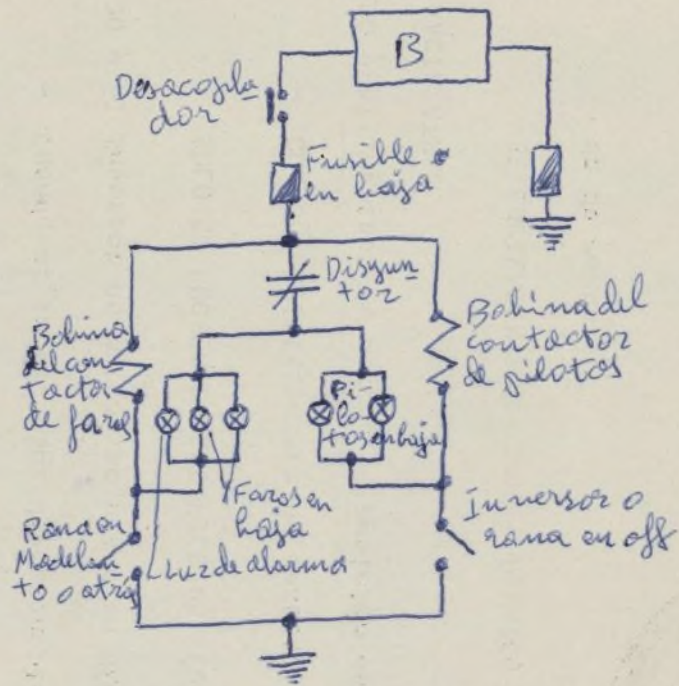 B
Desacopla
dor
Fusible
en baja
Disyun-
tor
Bobina
del con-
tactor
de faros
Bobina del
contactor
de pilotos
Pi-
lo-
tos en baja
Faros en
baja
Luz de alarma
Inversor o
rana en off
Rana en
Madelan-
to o atrás